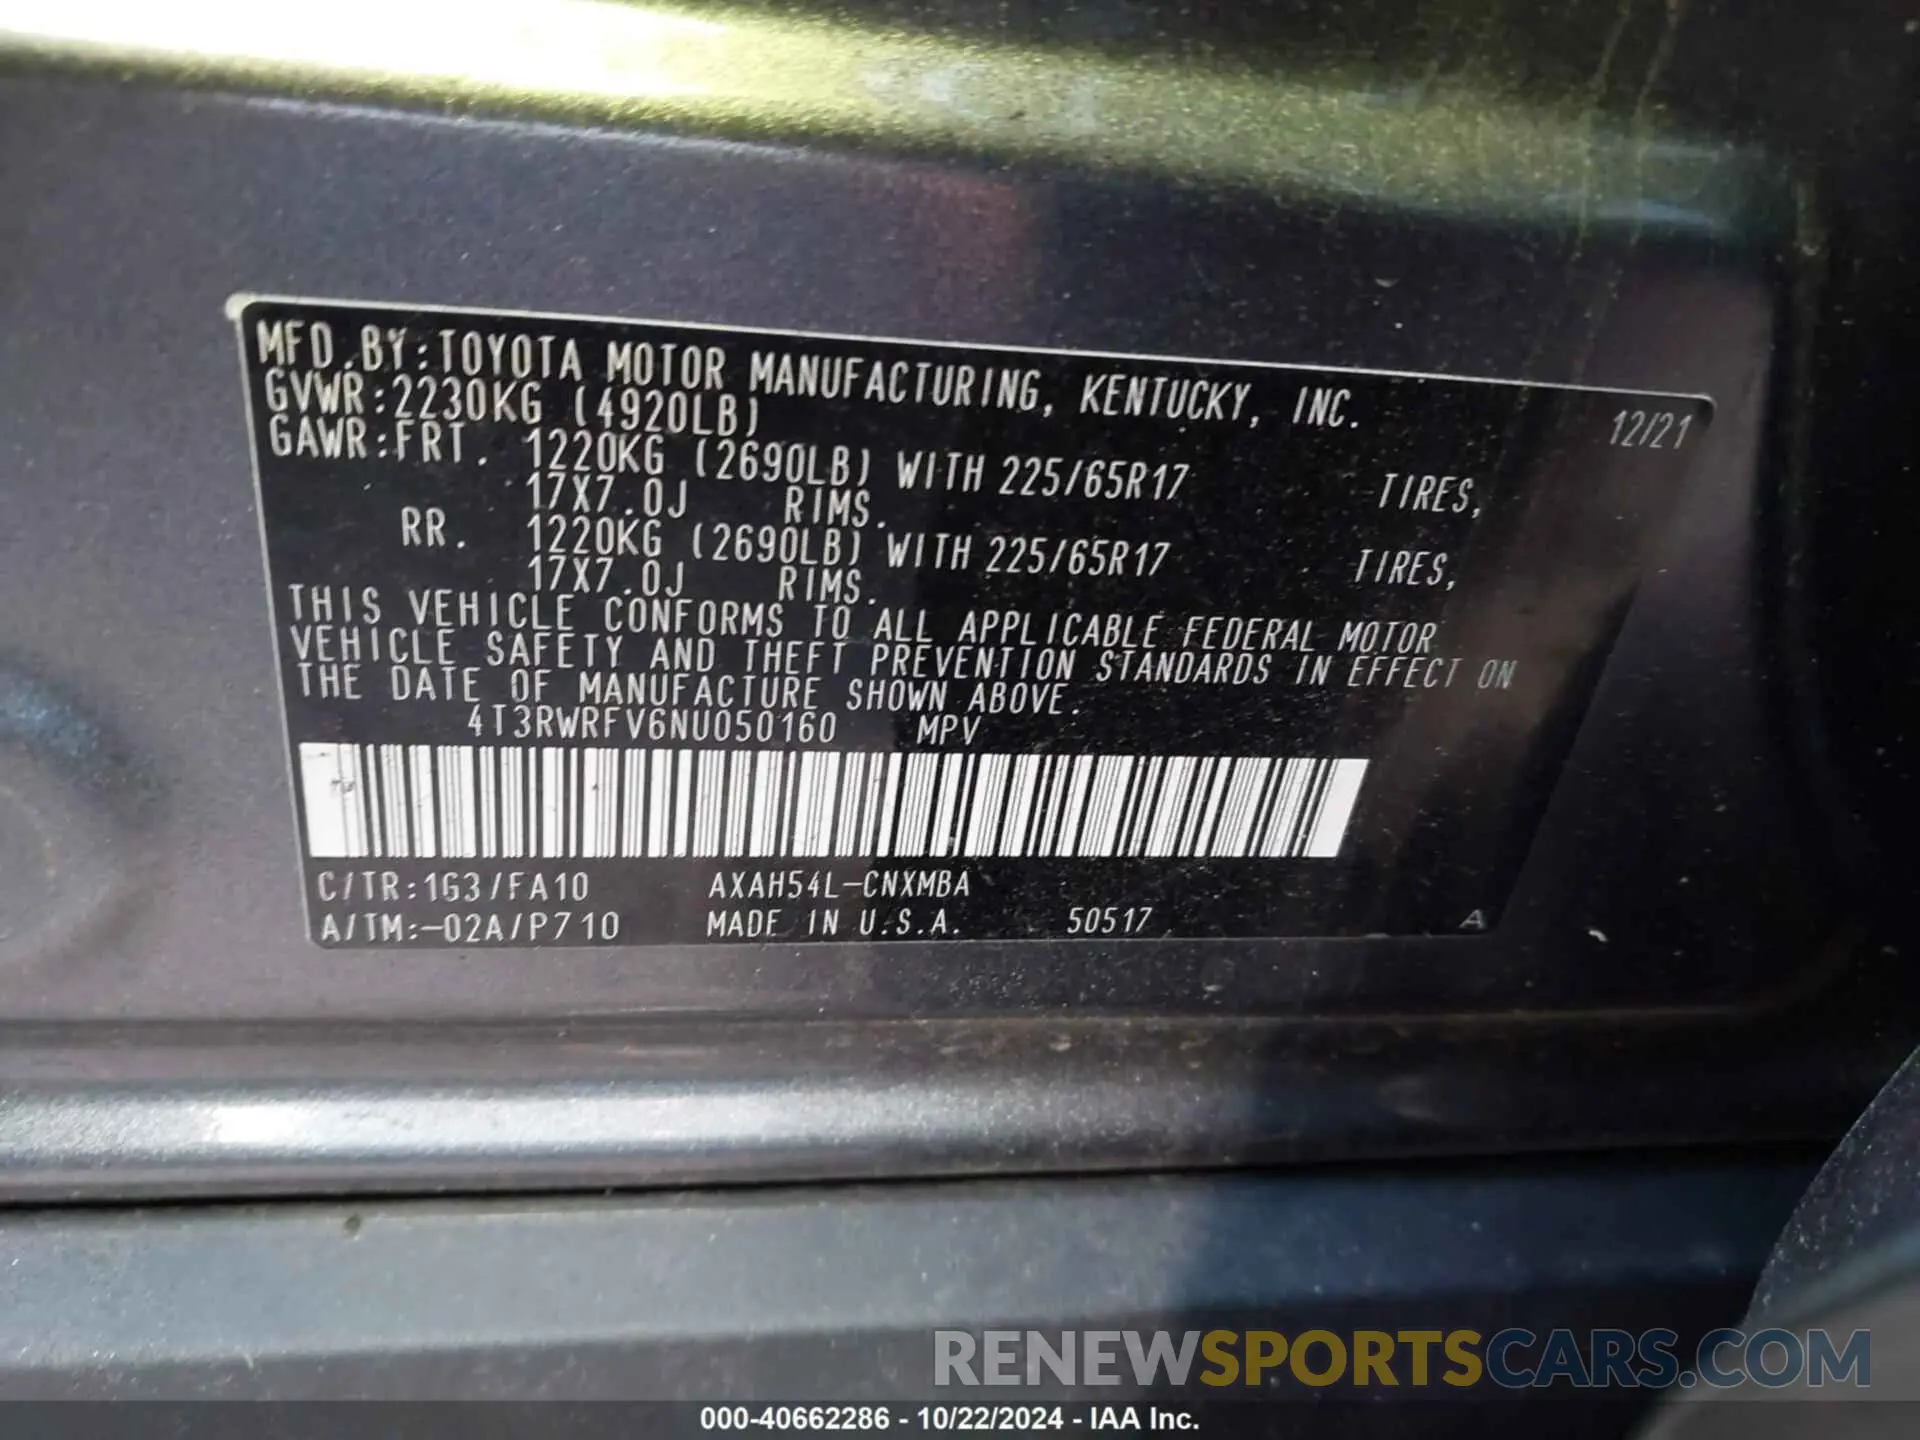 MFD.BY:TOYOTA MOTOR MANUFACTURING, KENTUCKY, INC. 12/21
GVWR:2230KG (4920LB)
GAWR:FRT. 1220KG (2690LB) WITH 225/65R17 TIRES,
17X7.0J RIMS.
RR. 1220KG (2690LB) WITH 225/65R17 TIRES,
17X7.0J RIMS.
THIS VEHICLE CONFORMS TO ALL APPLICABLE FEDERAL MOTOR
VEHICLE SAFETY AND THEFT PREVENTION STANDARDS IN EFFECT ON
THE DATE OF MANUFACTURE SHOWN ABOVE.
4T3RWRFV6NU050160 MPV
C/TR:1G3/FA10 AXAH54L-CNXMBA
A/TM:-02A/P710 MADE IN U.S.A. 50517 A
RENEWSPORTSCARS.COM
000-40662286 - 10/22/2024 - IAA Inc.